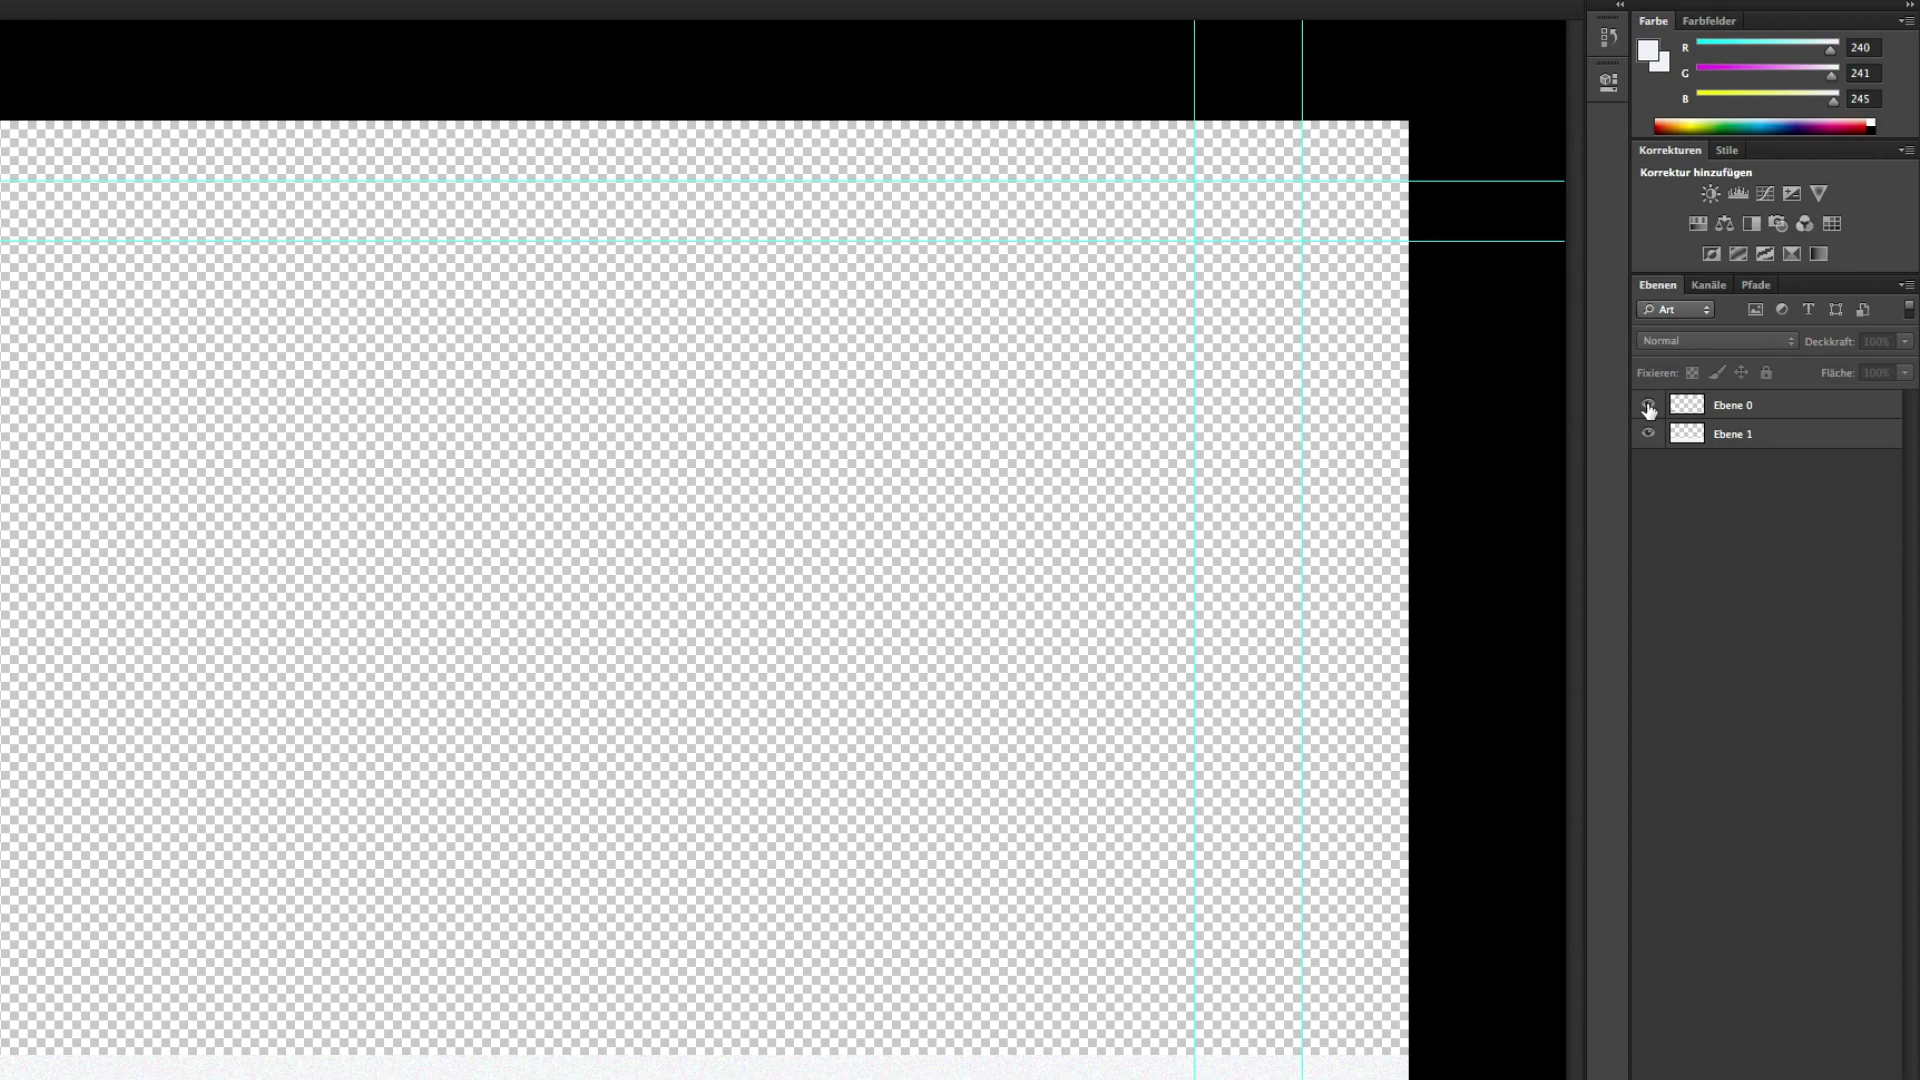 Farbe Farbfelder
R 240
G 241
B 245
Korrekturen Stile
Korrektur hinzufügen
Ebenen Kanäle Pfade
Art
Normal Deckkraft: 100%
Fixieren: Fläche: 100%
Ebene 0
Ebene 1